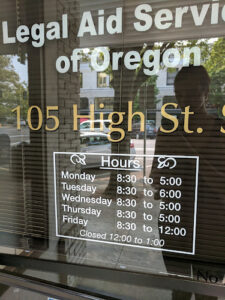 Legal Aid Servic
of Oregon
105 High St. S
Hours
Monday 8:30 to 5:00
Tuesday 8:30 to 6:00
Wednesday 8:30 to 5:00
Thursday 8:30 to 5:00
Friday 8:30 to 12:00
Closed 12:00 to 1:00
No